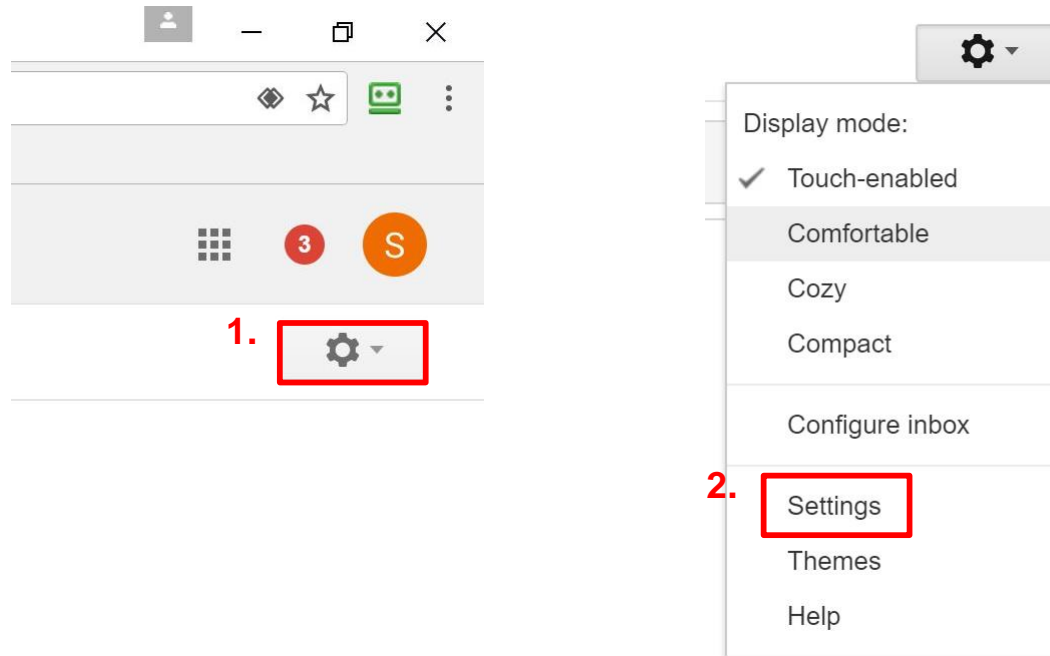 3
S
1.
Display mode:
Touch-enabled
Comfortable
Cozy
Compact
Configure inbox
2.
Settings
Themes
Help